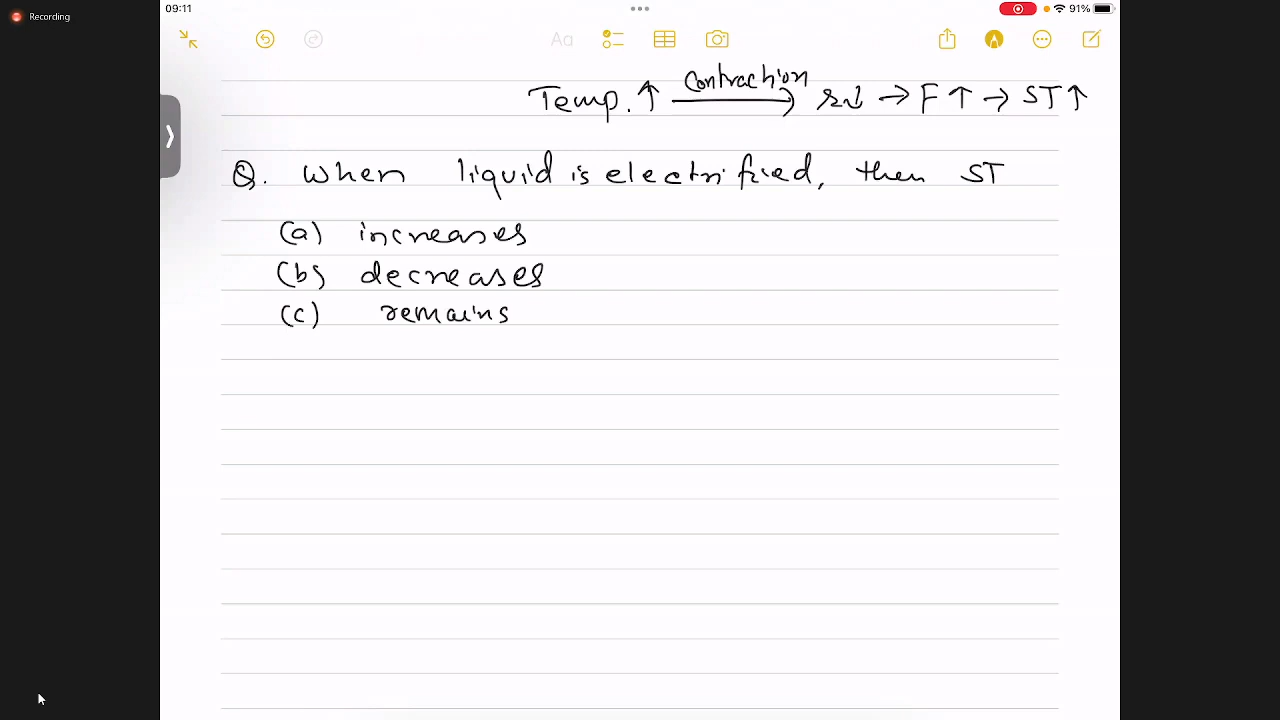 09:11
91%
Recording
Aa
Temp. ↑ contraction → r↓ → F ↑ → ST ↑
Q. When liquid is electrified, then ST
(a) increases
(b) decreases
(c) remains